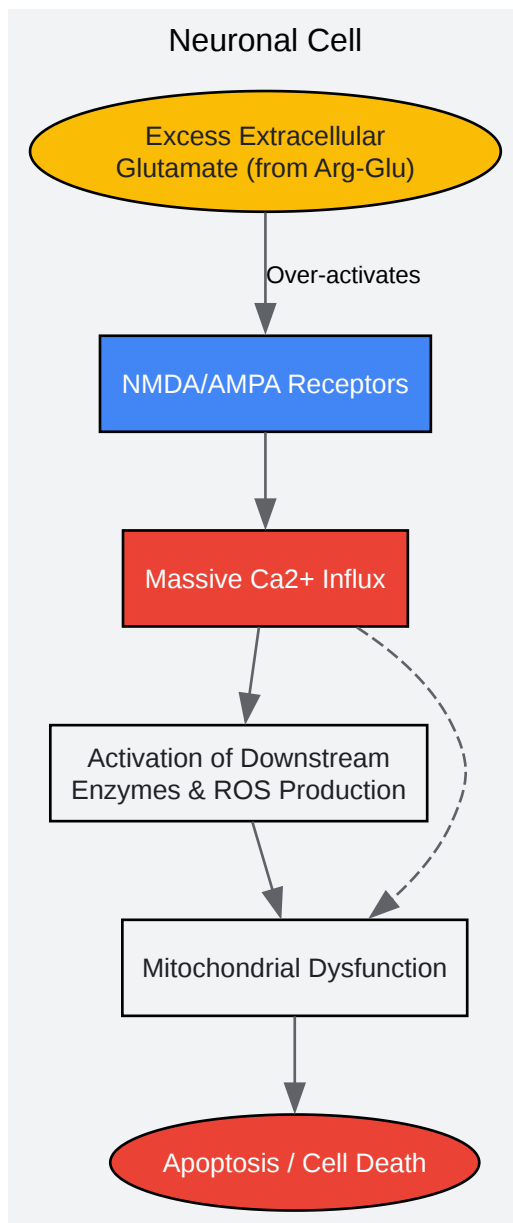 Neuronal Cell
Excess Extracellular
Glutamate (from Arg-Glu)
Over-activates
NMDA/AMPA Receptors
Massive Ca2+ Influx
Activation of Downstream
Enzymes & ROS Production
Mitochondrial Dysfunction
Apoptosis / Cell Death